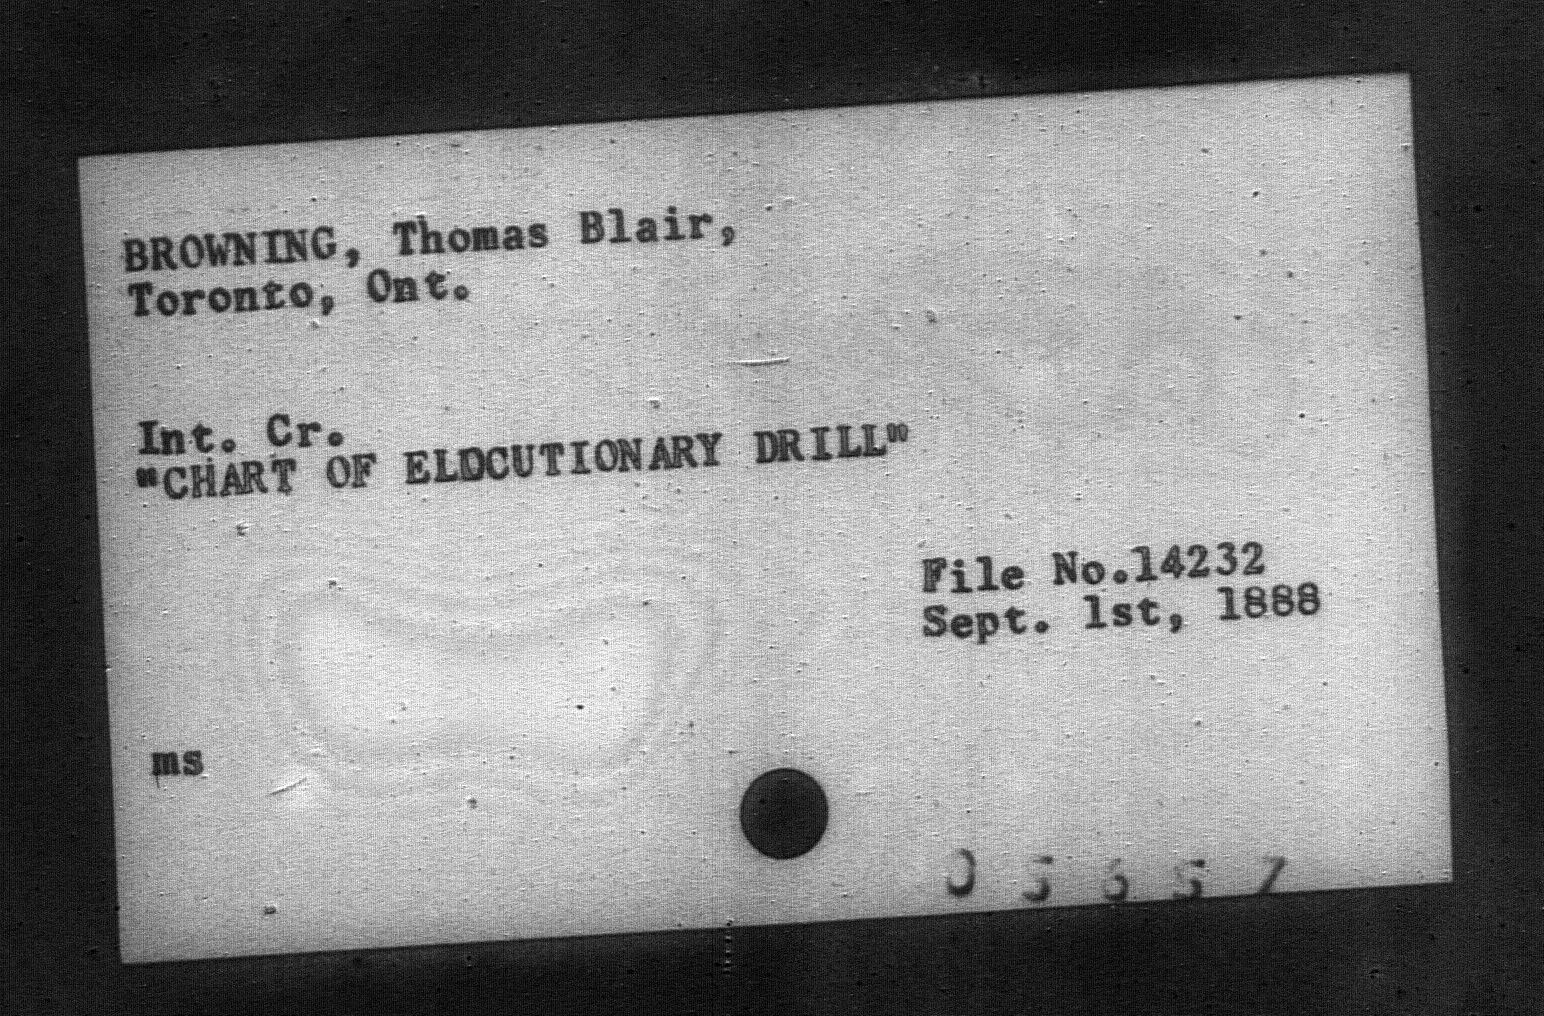 BROWNING, Thomas Blair,
Toronto, Ont.
Int. Cr.
"CHART OF ELOCUTIONARY DRILL"
File No.14232
Sept. 1st, 1888
ms